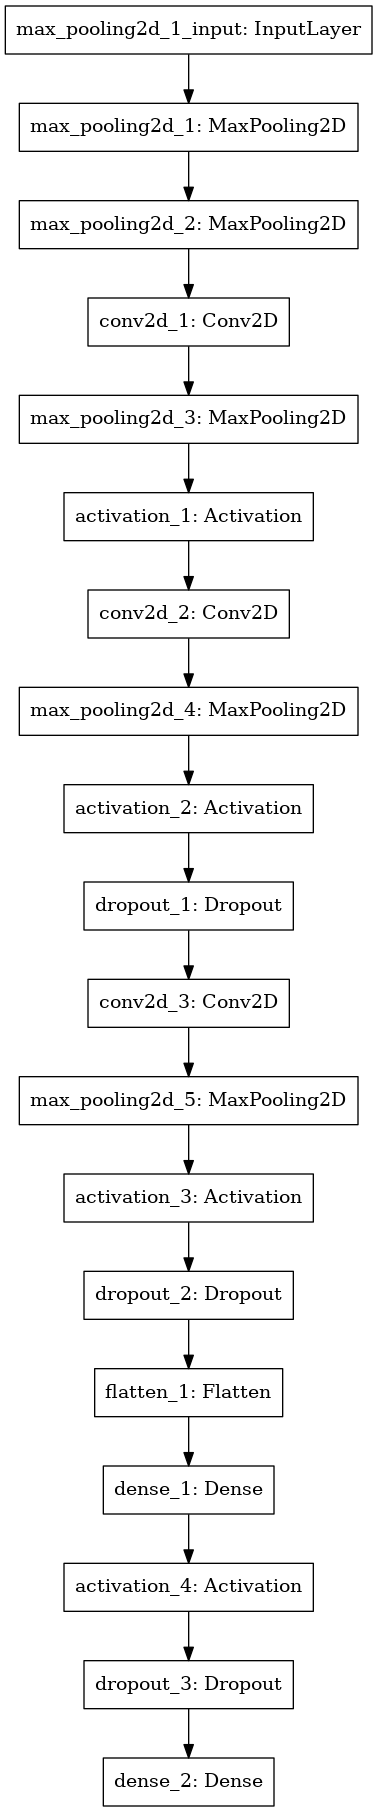 max_pooling2d_1_input: InputLayer
max_pooling2d_1: MaxPooling2D
max_pooling2d_2: MaxPooling2D
conv2d_1: Conv2D
max_pooling2d_3: MaxPooling2D
activation_1: Activation
conv2d_2: Conv2D
max_pooling2d_4: MaxPooling2D
activation_2: Activation
dropout_1: Dropout
conv2d_3: Conv2D
max_pooling2d_5: MaxPooling2D
activation_3: Activation
dropout_2: Dropout
flatten_1: Flatten
dense_1: Dense
activation_4: Activation
dropout_3: Dropout
dense_2: Dense